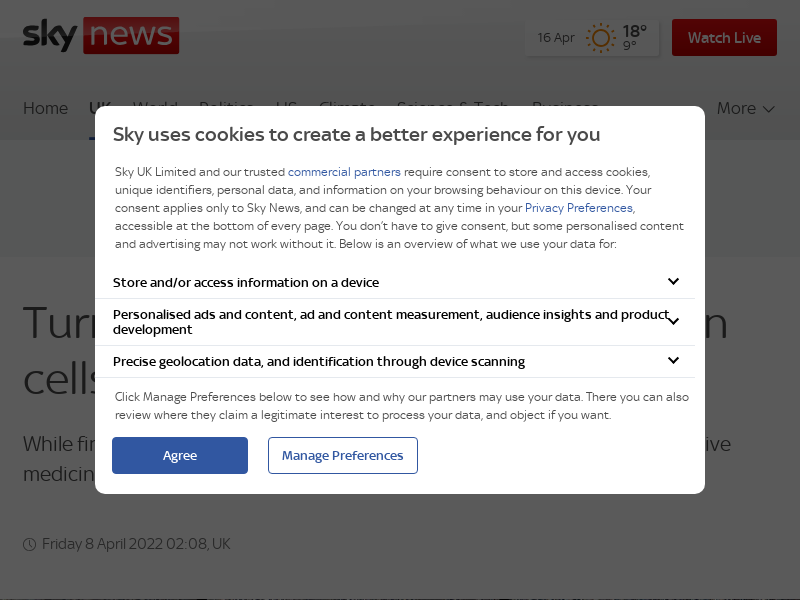 sky news
16 Apr
18°
9°
Watch Live
Home UK World Politics US Climate Science & Tech Business More
Sky uses cookies to create a better experience for you
Sky UK Limited and our trusted commercial partners require consent to store and access cookies,
unique identifiers, personal data, and information on your browsing behaviour on this device. Your
consent applies only to Sky News, and can be changed at any time in your Privacy Preferences,
accessible at the bottom of every page. You don't have to give consent, but some personalised content
and advertising may not work without it. Below is an overview of what we use your data for:
Store and/or access information on a device
Personalised ads and content, ad and content measurement, audience insights and product
development
Precise geolocation data, and identification through device scanning
Click Manage Preferences below to see how and why our partners may use your data. There you can also
review where they claim a legitimate interest to process your data, and object if you want.
Agree
Manage Preferences
cells
While
medicin
Friday 8 April 2022 02:08, UK